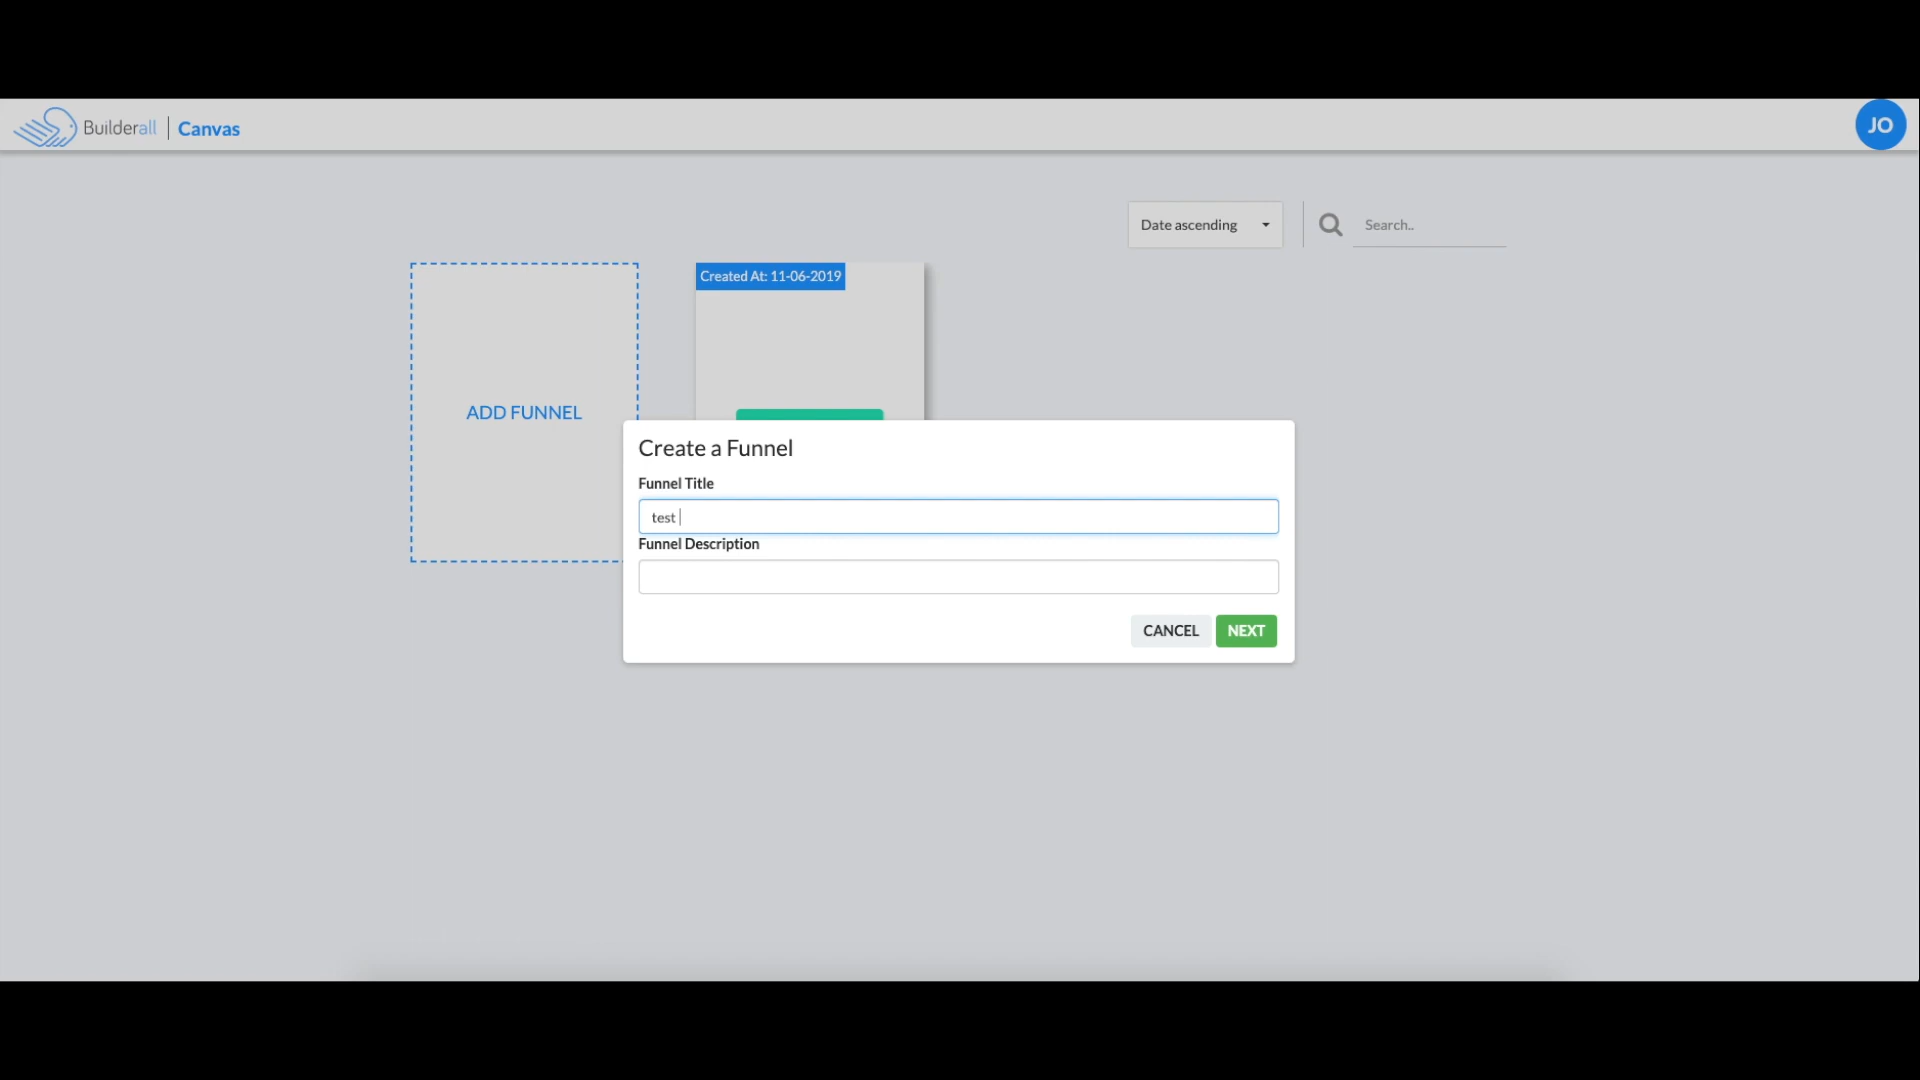 Builderall | Canvas
JO
Date ascending
Search..
Created At: 11-06-2019
ADD FUNNEL
Create a Funnel
Funnel Title
test
Funnel Description
CANCEL
NEXT